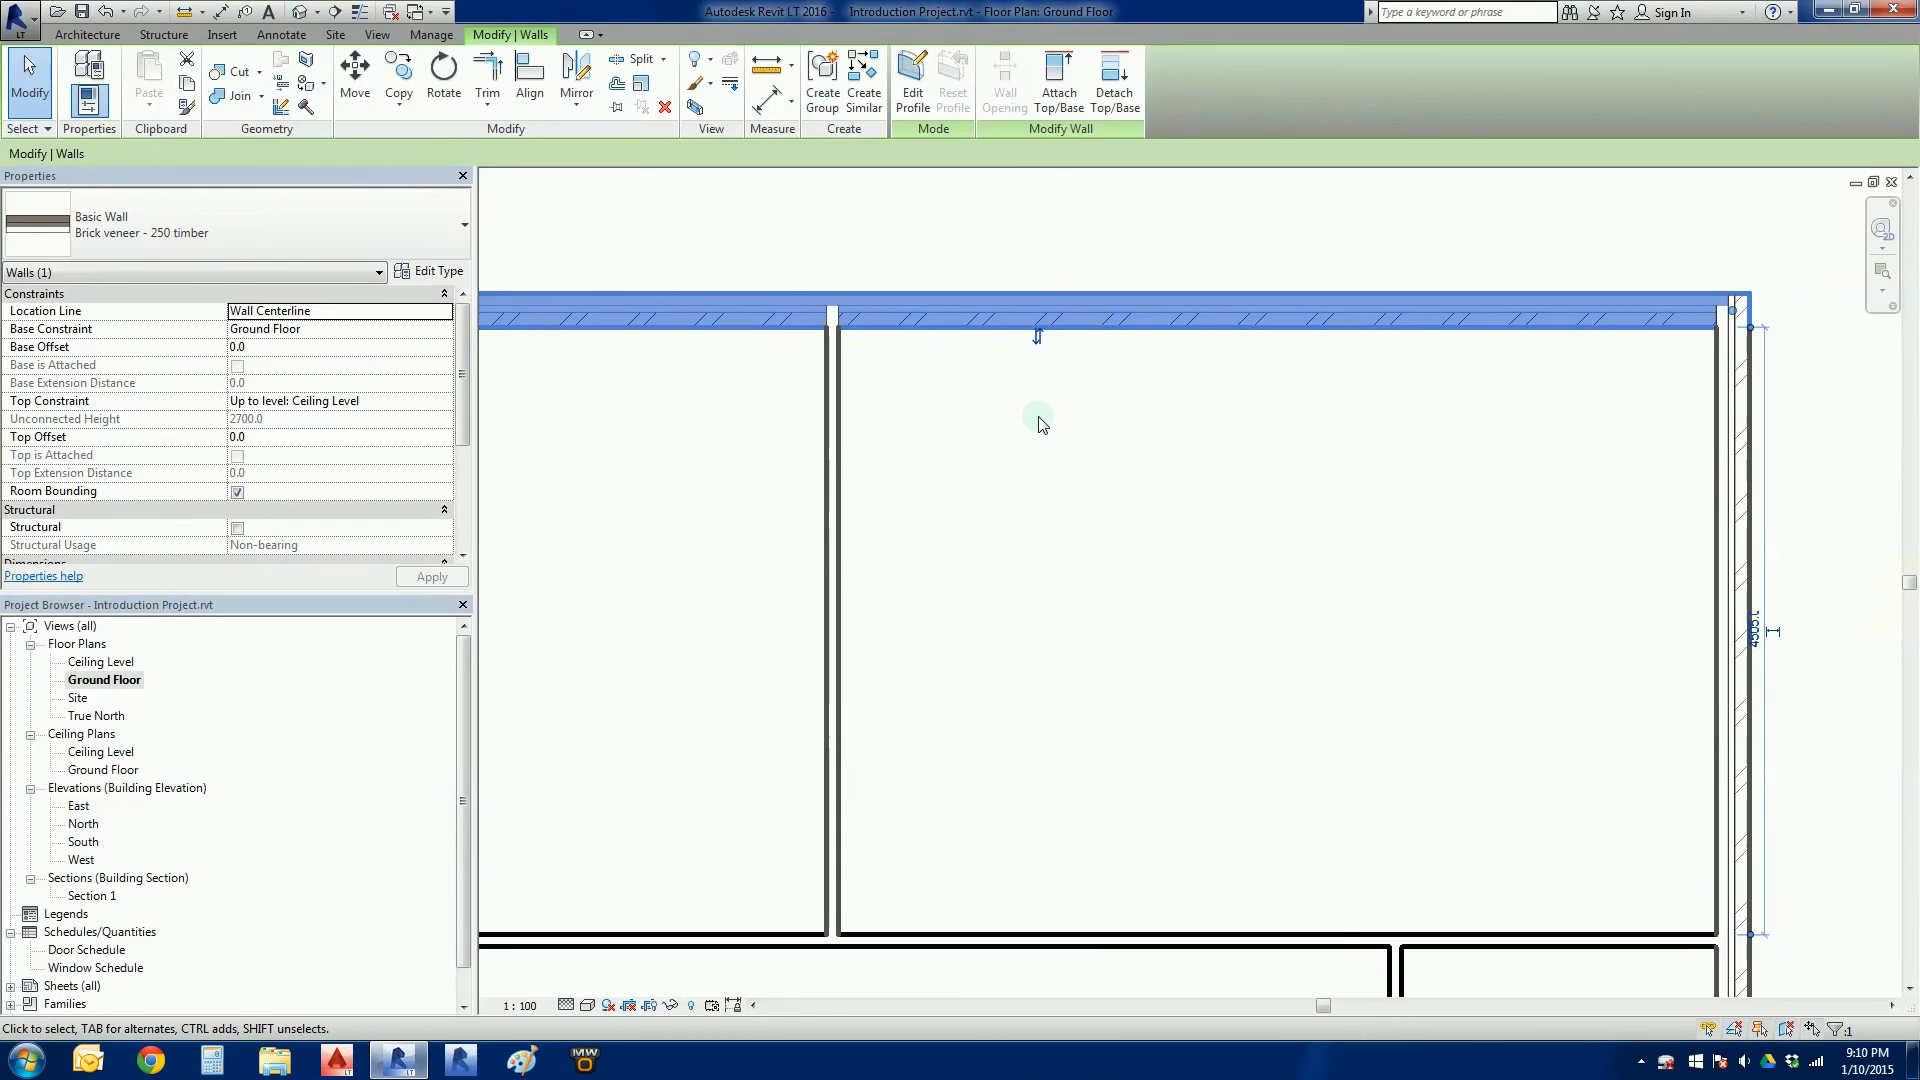 Autodesk Revit LT 2016 -    Introduction Project.rvt - Floor Plan: Ground Floor
Type a keyword or phrase
Sign In
LT
Architecture Structure Insert Annotate Site View Manage Modify | Walls
Modify
Paste
Cut
Join
Move Copy Rotate Trim Align Mirror
Split
Create Group
Create Similar
Edit Profile
Reset Profile
Wall Opening
Attach Top/Base
Detach Top/Base
Select Properties Clipboard Geometry Modify View Measure Create Mode Modify Wall
Modify | Walls
Properties
Basic Wall
Brick veneer - 250 timber
Walls (1)
Edit Type
Constraints
Location Line Wall Centerline
Base Constraint Ground Floor
Base Offset 0.0
Base is Attached
Base Extension Distance 0.0
Top Constraint Up to level: Ceiling Level
Unconnected Height 2700.0
Top Offset 0.0
Top is Attached
Top Extension Distance 0.0
Room Bounding
Structural
Structural
Structural Usage Non-bearing
Dimensions
Properties help
Apply
Project Browser - Introduction Project.rvt
Views (all)
Floor Plans
Ceiling Level
Ground Floor
Site
True North
Ceiling Plans
Ceiling Level
Ground Floor
Elevations (Building Elevation)
East
North
South
West
Sections (Building Section)
Section 1
Legends
Schedules/Quantities
Door Schedule
Window Schedule
Sheets (all)
Families
2D
1 : 100
Click to select, TAB for alternates, CTRL adds, SHIFT unselects.
:1
LT
LT
MW
9:10 PM
1/10/2015